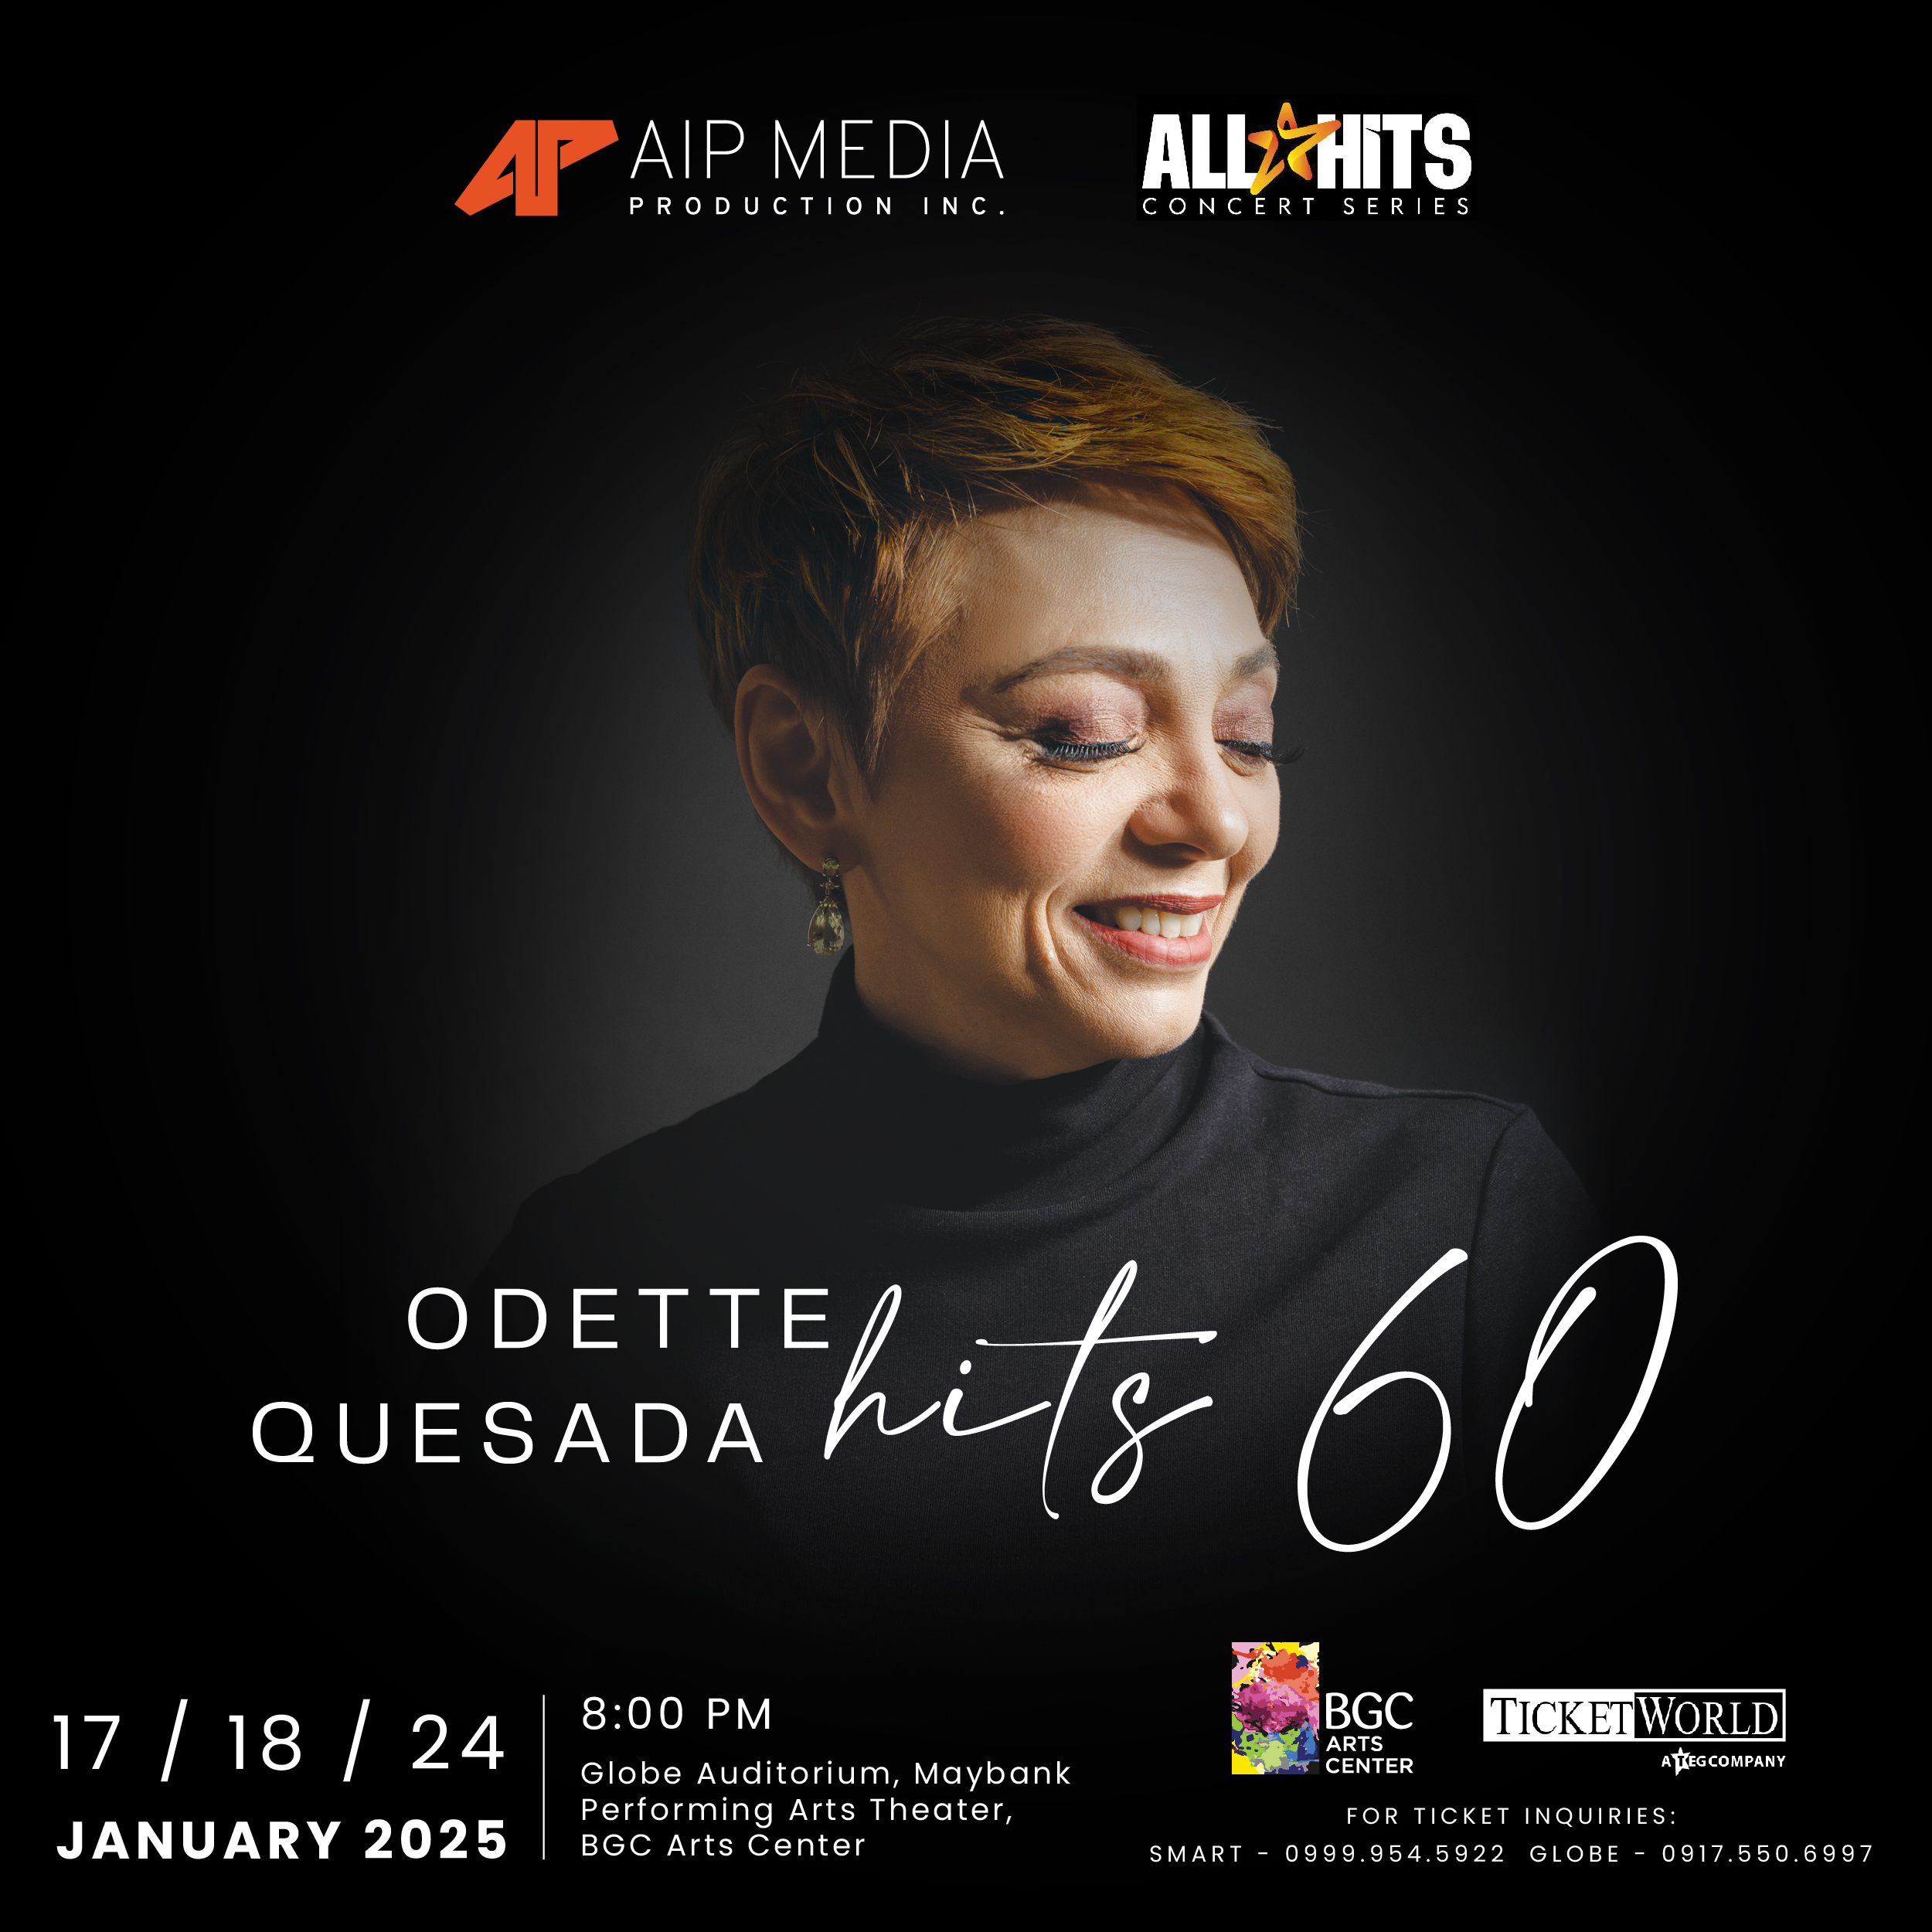 AIP MEDIA
PRODUCTION INC.
ALL HITS
CONCERT SERIES
ODETTE
QUESADA
hits 60
17 / 18 / 24
JANUARY 2025
8:00 PM
Globe Auditorium, Maybank
Performing Arts Theater,
BGC Arts Center
BGC
ARTS
CENTER
TICKETWORLD
A TEG COMPANY
FOR TICKET INQUIRIES:
SMART - 0999.954.5922 GLOBE - 0917.550.6997